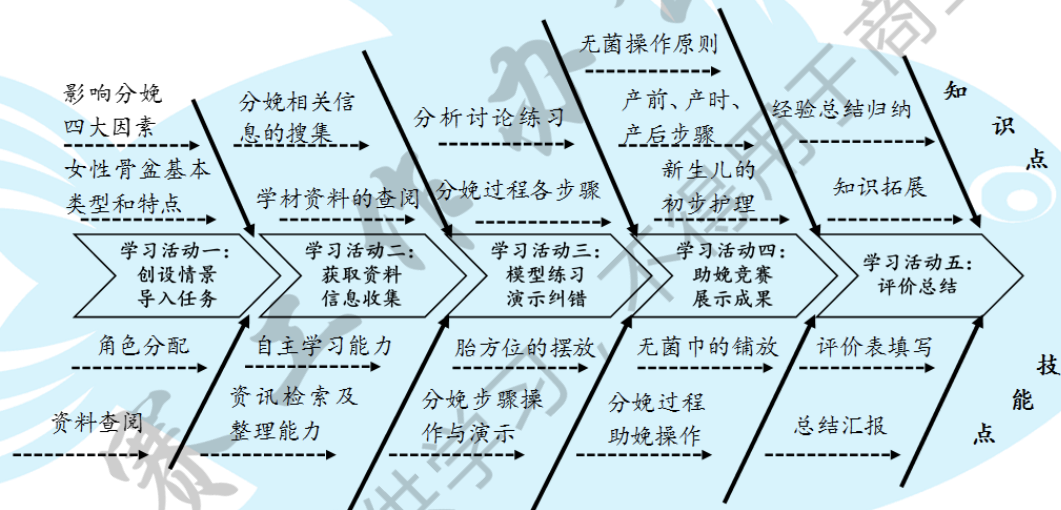 无菌操作原则
影响分娩
四大因素
分娩相关信
息的搜集
分析讨论练习
产前、产时、
产后步骤
经验总结归纳
知识点
女性骨盆基本
类型和特点
学材资料的查阅
分娩过程各步骤
新生儿的
初步护理
知识拓展
学习活动一：
创设情景
导入任务
学习活动二：
获取资料
信息收集
学习活动三：
模型练习
演示纠错
学习活动四：
助娩竞赛
展示成果
学习活动五：
评价总结
角色分配
自主学习能力
胎方位的摆放
无菌巾的铺放
评价表填写
技能点
资料查阅
资讯检索及
整理能力
分娩步骤操
作与演示
分娩过程
助娩操作
总结汇报
供学习，不得用于商